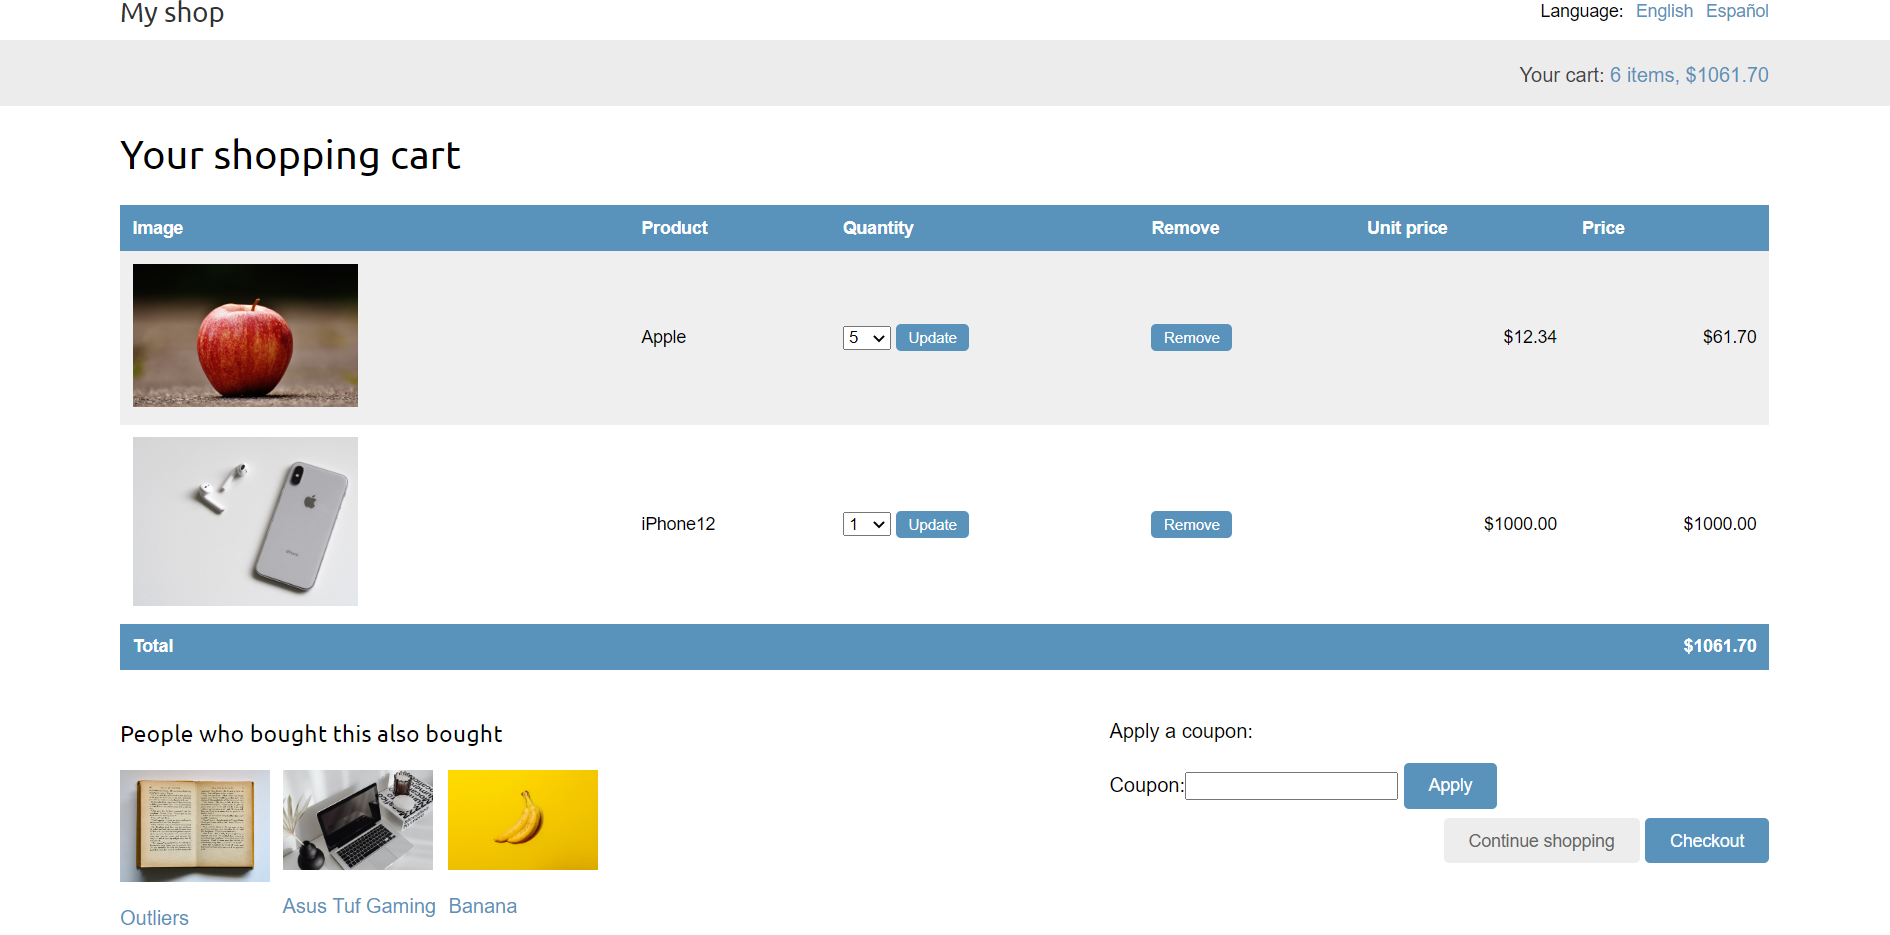 My shop
Language: English Español
Your cart: 6 items, $1061.70
Your shopping cart
Image Product Quantity Remove Unit price Price
Apple 5 Update Remove $12.34 $61.70
iPhone12 1 Update Remove $1000.00 $1000.00
Total $1061.70
People who bought this also bought
Apply a coupon:
Coupon: Apply
Continue shopping Checkout
Outliers Asus Tuf Gaming Banana